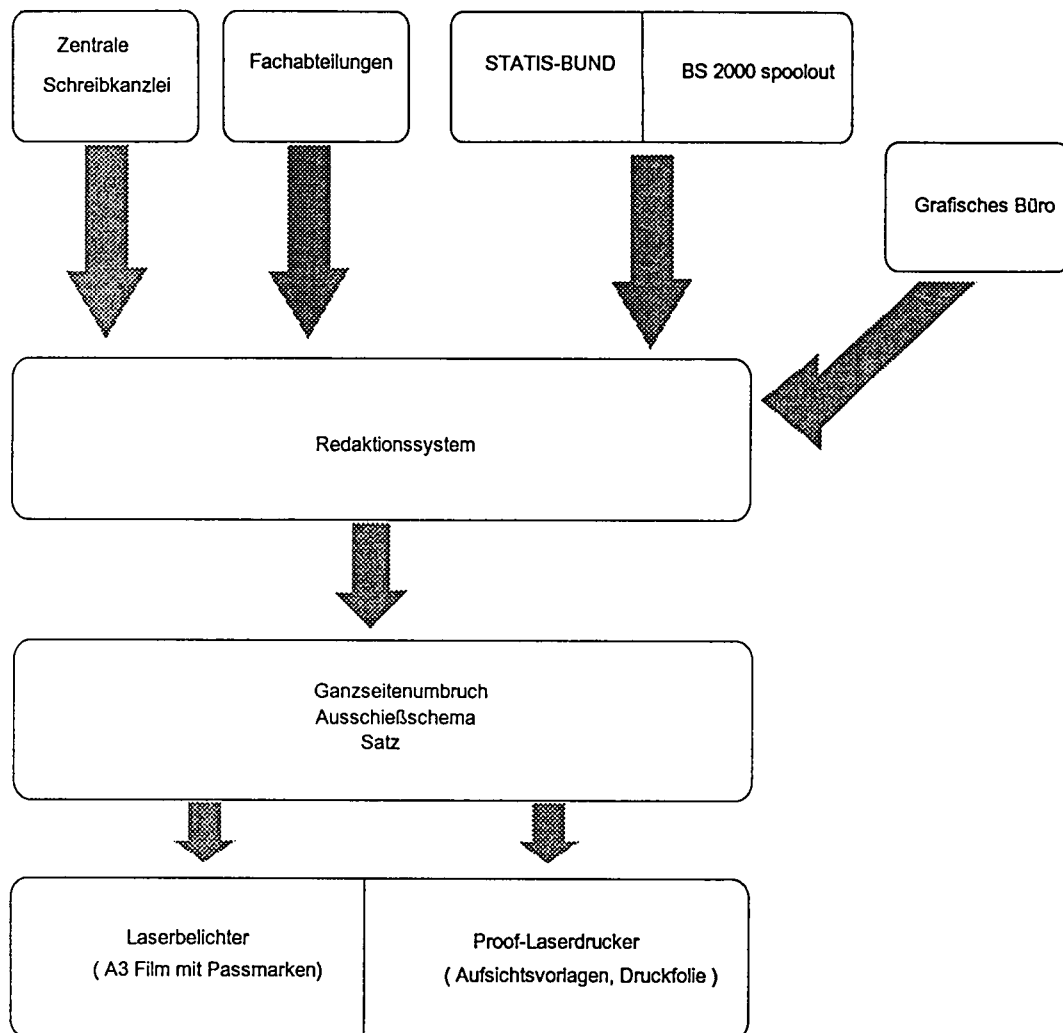 Zentrale
Schreibkanzlei
Fachabteilungen
STATIS-BUND
BS 2000 spoolout
Grafisches Büro
Redaktionssystem
Ganzseitenumbruch
Ausschießschema
Satz
Laserbelichter
( A3 Film mit Passmarken)
Proof-Laserdrucker
( Aufsichtsvorlagen, Druckfolie )